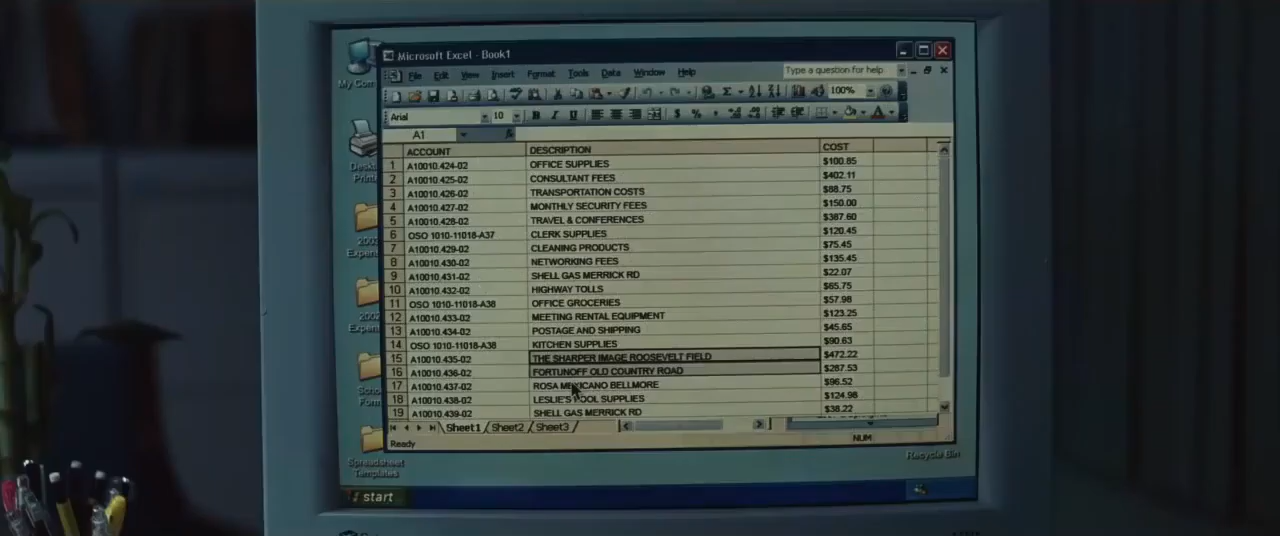 Microsoft Excel - Book1
File Edit View Insert Format Tools Data Window Help Type a question for help
100%
Arial 10 B I U $ %
A1 fx
ACCOUNT DESCRIPTION COST
1 A10010.424-02 OFFICE SUPPLIES $100.85
2 A10010.425-02 CONSULTANT FEES $402.11
3 A10010.426-02 TRANSPORTATION COSTS $88.75
4 A10010.427-02 MONTHLY SECURITY FEES $150.00
5 A10010.428-02 TRAVEL & CONFERENCES $387.60
6 OSO 1010-11018-A37 CLERK SUPPLIES $120.45
7 A10010.429-02 CLEANING PRODUCTS $75.45
8 A10010.430-02 NETWORKING FEES $135.45
9 A10010.431-02 SHELL GAS MERRICK RD $22.07
10 A10010.432-02 HIGHWAY TOLLS $65.75
11 OSO 1010-11018-A38 OFFICE GROCERIES $57.98
12 A10010.433-02 MEETING RENTAL EQUIPMENT $123.25
13 A10010.434-02 POSTAGE AND SHIPPING $45.65
14 OSO 1010-11018-A38 KITCHEN SUPPLIES $90.63
15 A10010.435-02 THE SHARPER IMAGE ROOSEVELT FIELD $472.22
16 A10010.436-02 FORTUNOFF OLD COUNTRY ROAD $287.53
17 A10010.437-02 ROSA MEXICANO BELLMORE $96.52
18 A10010.438-02 LESLIE'S POOL SUPPLIES $124.98
19 A10010.439-02 SHELL GAS MERRICK RD $38.22
Sheet1 Sheet2 Sheet3
Ready NUM
My Com
Desk
Print
Expen
Expen
Scho
Form
Spreadsheet
Templates
Recycle Bin
start